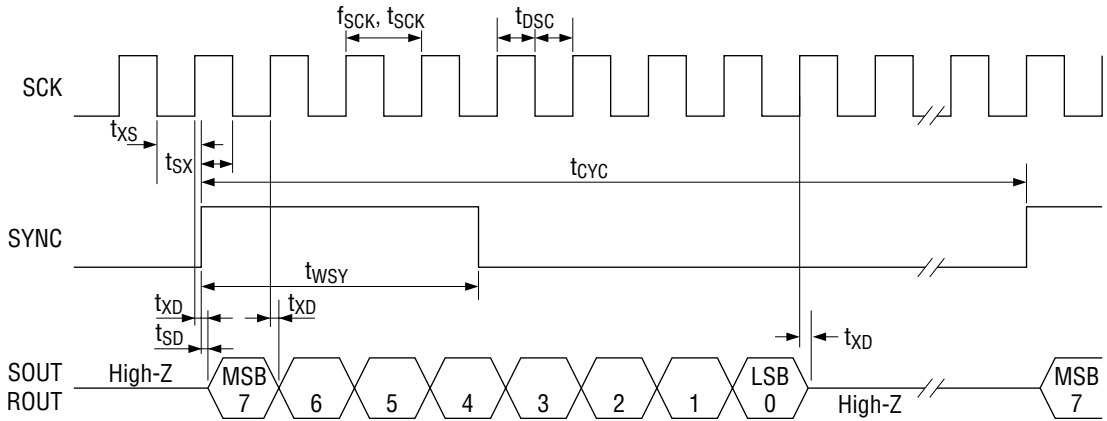 fSCK, tSCK
tDSC
SCK
tXS
tSX
tCYC
SYNC
tWSY
tXD
tXD
tSD
tXD
SOUT
ROUT
High-Z
MSB
7
6
5
4
3
2
1
LSB
0
High-Z
MSB
7